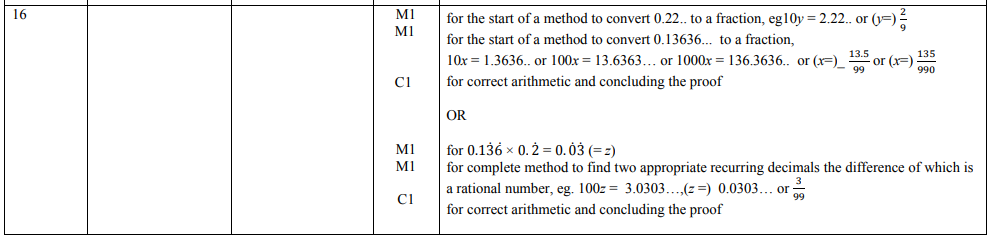 16
M1 for the start of a method to convert 0.22.. to a fraction, eg10y = 2.22.. or (y=) 2/9
M1 for the start of a method to convert 0.13636... to a fraction,
10x = 1.3636.. or 100x = 13.6363… or 1000x = 136.3636.. or (x=)_ 13.5/99 or (x=) 135/990
C1 for correct arithmetic and concluding the proof
OR
M1 for 0.13̇6̇ × 0.2̇ = 0.0̇3̇ (= z)
M1 for complete method to find two appropriate recurring decimals the difference of which is
a rational number, eg. 100z = 3.0303…,(z =) 0.0303… or 3/99
C1 for correct arithmetic and concluding the proof